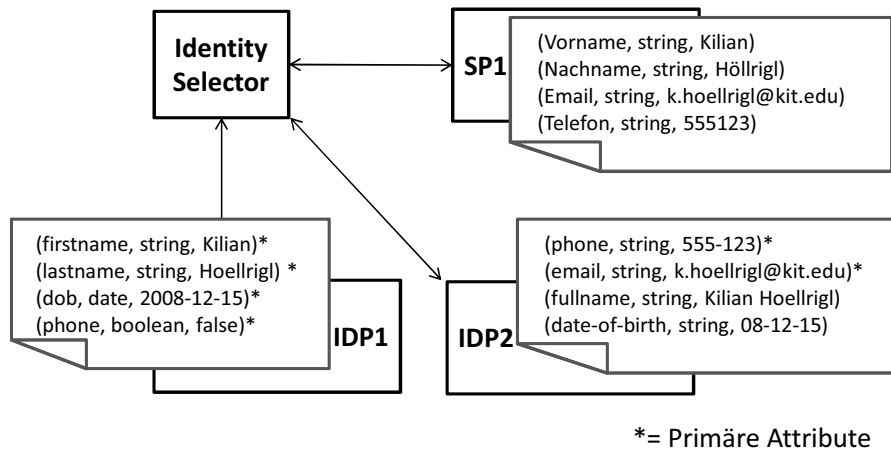 Identity
Selector
SP1
(Vorname, string, Kilian)
(Nachname, string, Höllrigl)
(Email, string, k.hoellrigl@kit.edu)
(Telefon, string, 555123)
(firstname, string, Kilian)*
(lastname, string, Hoellrigl) *
(dob, date, 2008-12-15)*
(phone, boolean, false)*
IDP1
(phone, string, 555-123)*
(email, string, k.hoellrigl@kit.edu)*
(fullname, string, Kilian Hoellrigl)
(date-of-birth, string, 08-12-15)
IDP2
*= Primäre Attribute